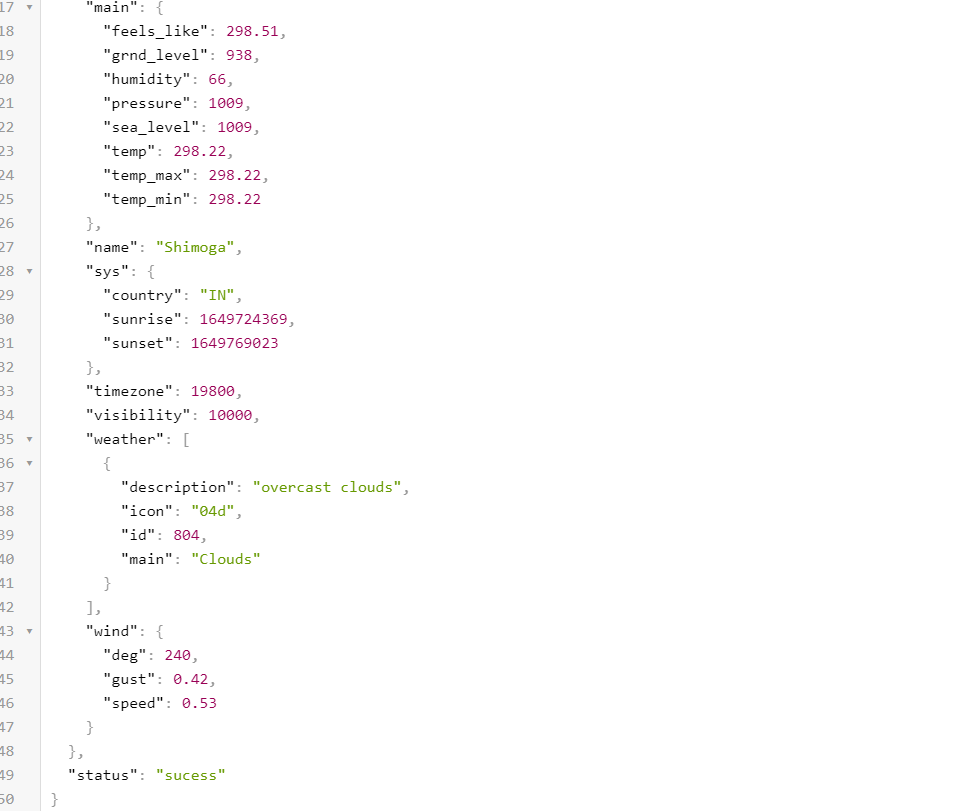 17 ▾ "main": {
18 "feels_like": 298.51,
19 "grnd_level": 938,
20 "humidity": 66,
21 "pressure": 1009,
22 "sea_level": 1009,
23 "temp": 298.22,
24 "temp_max": 298.22,
25 "temp_min": 298.22
26 },
27 "name": "Shimoga",
28 ▾ "sys": {
29 "country": "IN",
30 "sunrise": 1649724369,
31 "sunset": 1649769023
32 },
33 "timezone": 19800,
34 "visibility": 10000,
35 ▾ "weather": [
36 ▾ {
37 "description": "overcast clouds",
38 "icon": "04d",
39 "id": 804,
40 "main": "Clouds"
41 }
42 ],
43 ▾ "wind": {
44 "deg": 240,
45 "gust": 0.42,
46 "speed": 0.53
47 }
48 },
49 "status": "sucess"
50 }